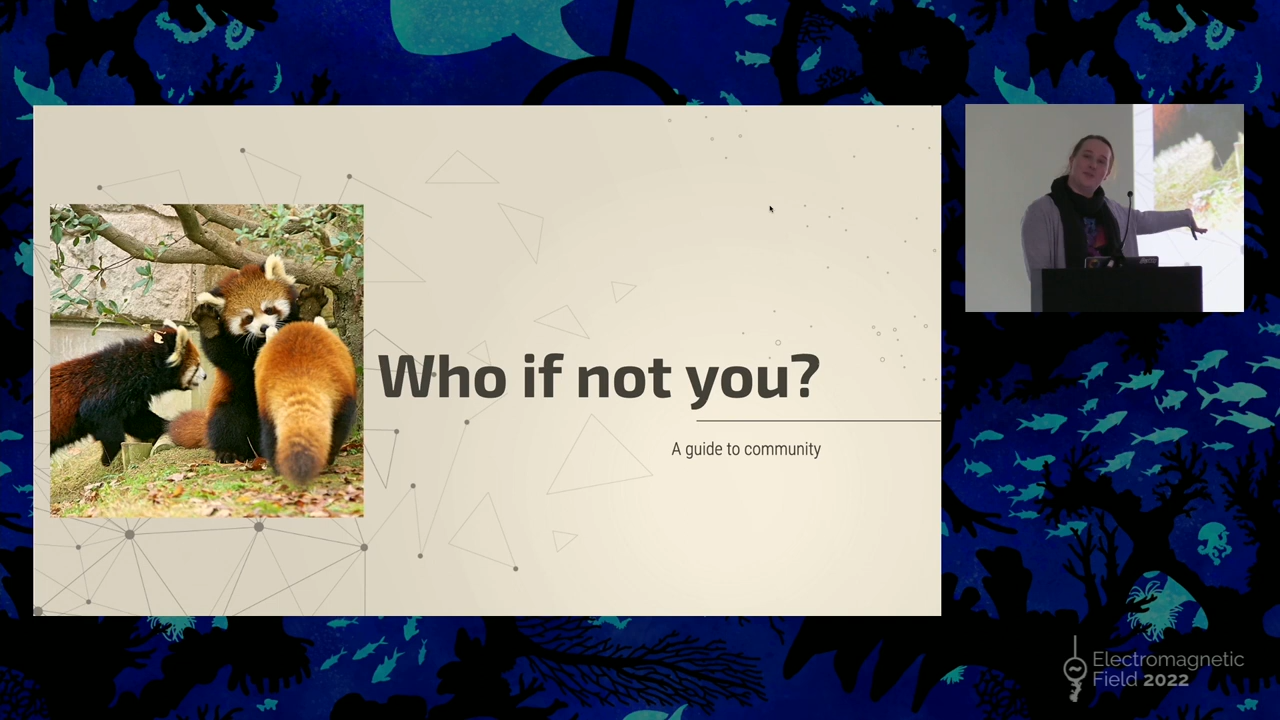 Who if not you?
A guide to community
Electromagnetic
Field 2022